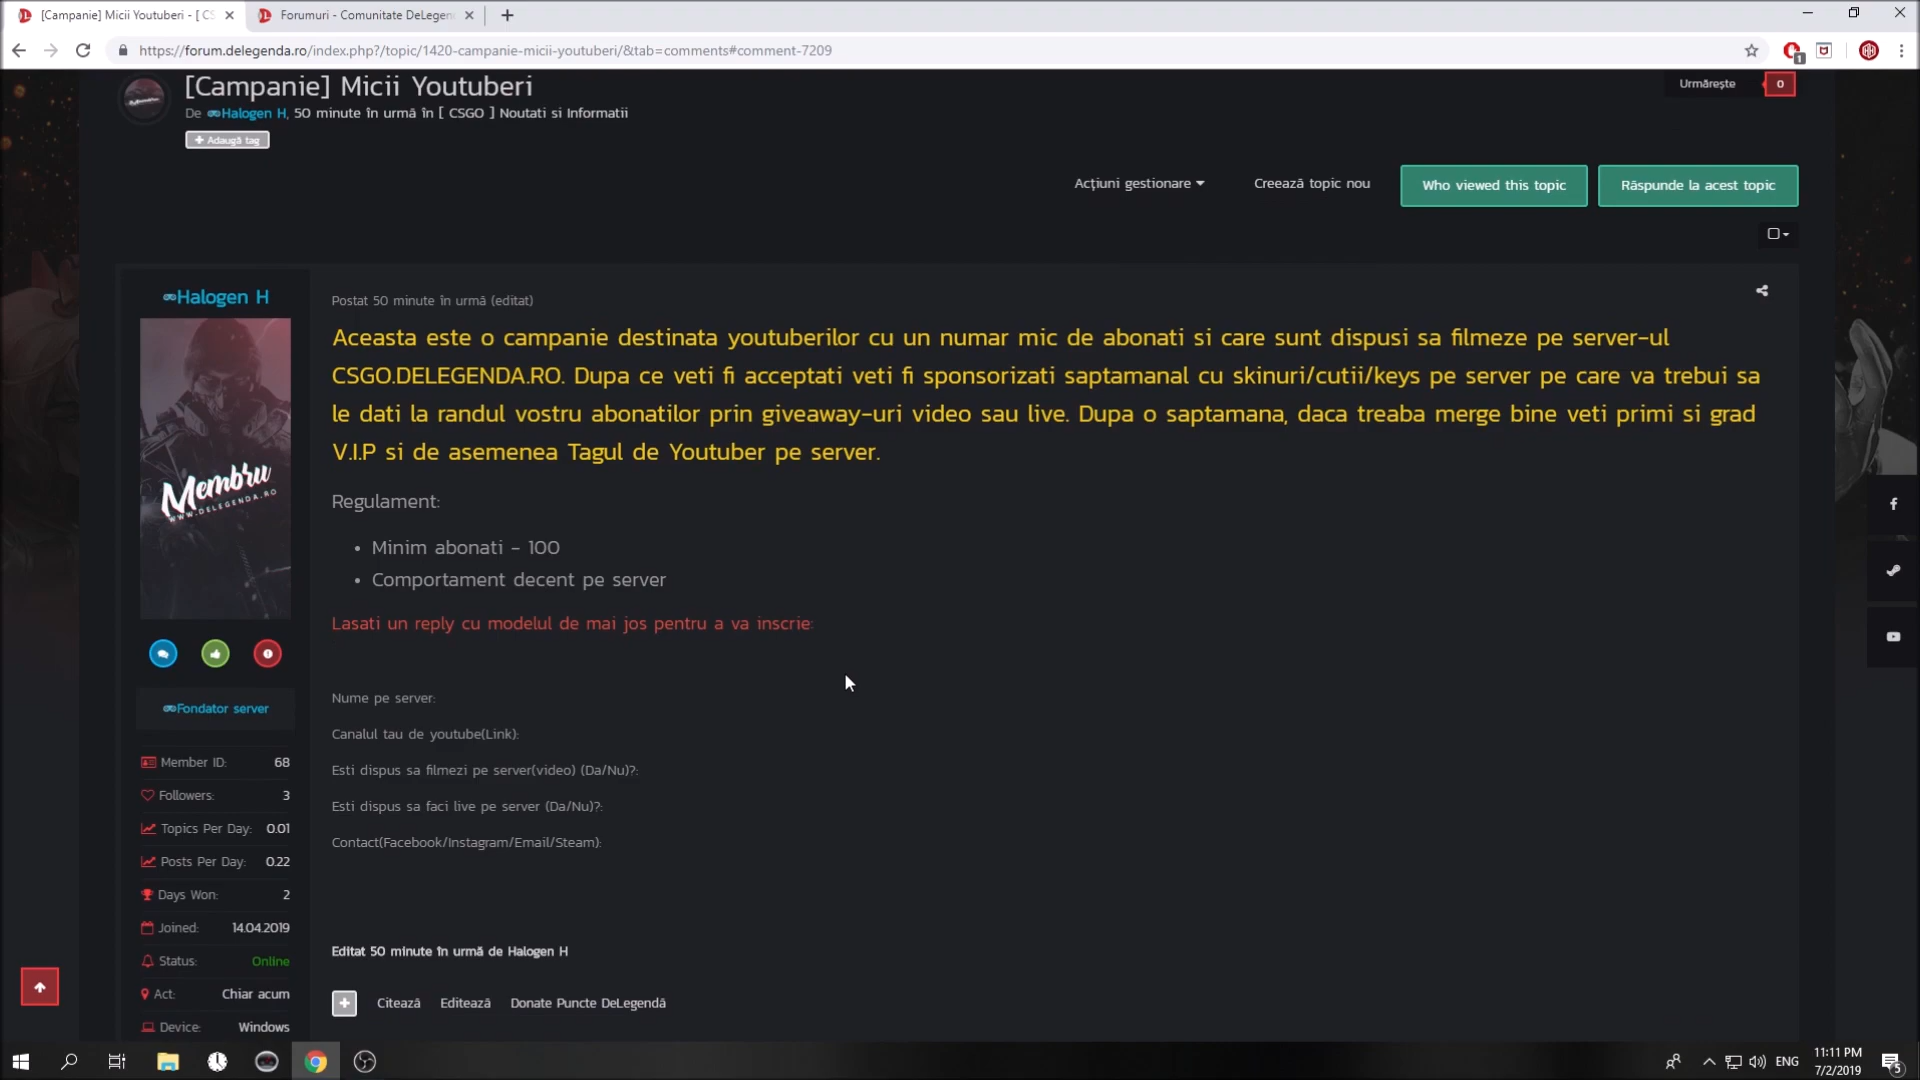 [Campanie] Micii Youtuberi - [ CS
Forumuri - Comunitate DeLegen
https://forum.delegenda.ro/index.php?/topic/1420-campanie-micii-youtuberi/&tab=comments#comment-7209
1
[Campanie] Micii Youtuberi
Urmărește
0
De Halogen H, 50 minute în urmă în [ CSGO ] Noutati si Informatii
Adaugă tag
Acțiuni gestionare
Creează topic nou
Who viewed this topic
Răspunde la acest topic
Halogen H
Postat 50 minute în urmă (editat)
Aceasta este o campanie destinata youtuberilor cu un numar mic de abonati si care sunt dispusi sa filmeze pe server-ul
CSGO.DELEGENDA.RO. Dupa ce veti fi acceptati veti fi sponsorizati saptamanal cu skinuri/cutii/keys pe server pe care va trebui sa
le dati la randul vostru abonatilor prin giveaway-uri video sau live. Dupa o saptamana, daca treaba merge bine veti primi si grad
V.I.P si de asemenea Tagul de Youtuber pe server.
Membru
WWW.DELEGENDA.RO
Regulament:
• Minim abonati - 100
• Comportament decent pe server
Lasati un reply cu modelul de mai jos pentru a va inscrie:
Nume pe server:
Canalul tau de youtube(Link):
Esti dispus sa filmezi pe server(video) (Da/Nu)?:
Esti dispus sa faci live pe server (Da/Nu)?:
Contact(Facebook/Instagram/Email/Steam):
Fondator server
Member ID: 68
Followers: 3
Topics Per Day: 0.01
Posts Per Day: 0.22
Days Won: 2
Joined: 14.04.2019
Status: Online
Act: Chiar acum
Device: Windows
Editat 50 minute în urmă de Halogen H
Citează
Editează
Donate Puncte DeLegendă
ENG
11:11 PM
7/2/2019
5